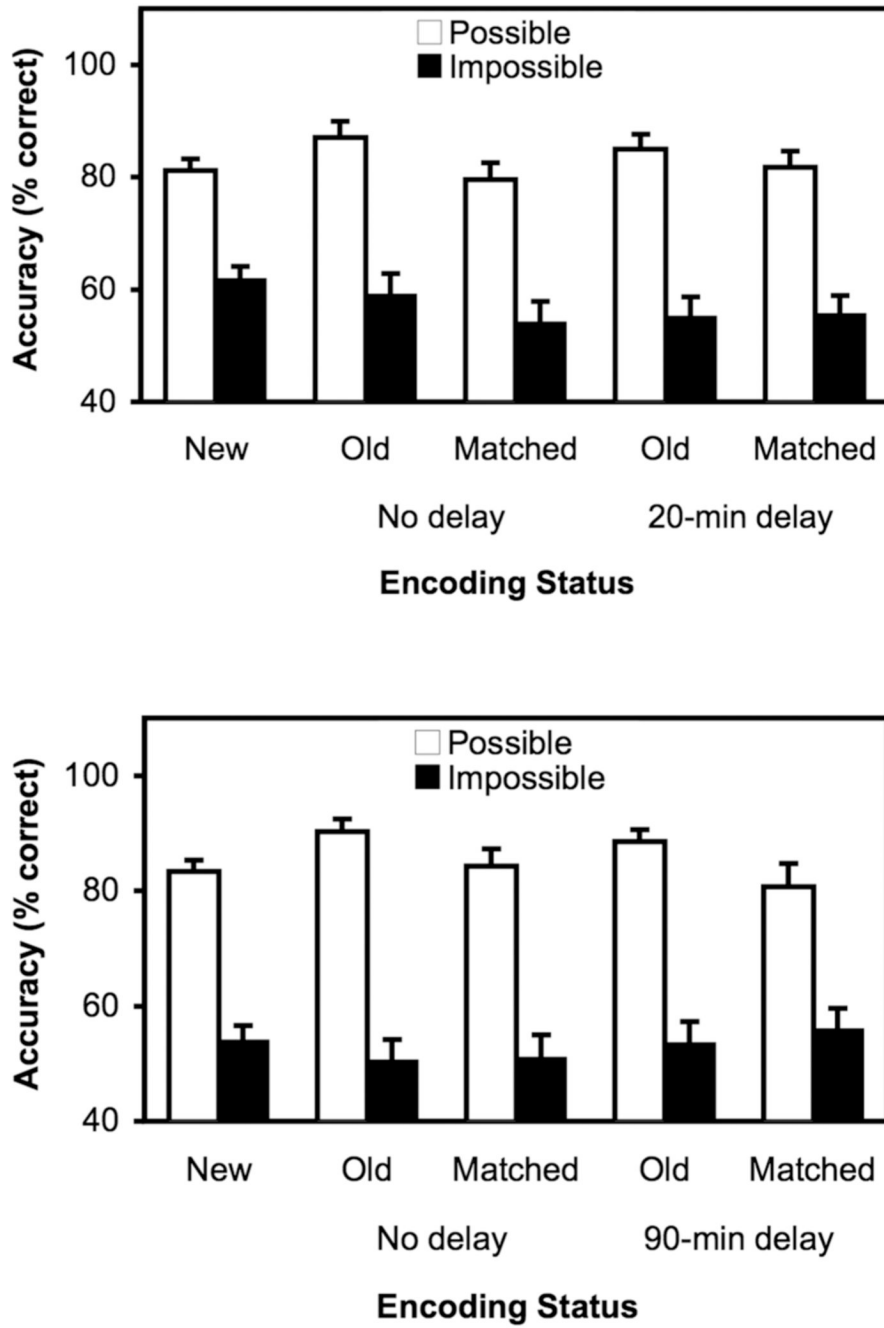 Possible
Impossible
Accuracy (% correct)
100
80
60
40
New Old Matched Old Matched
No delay 20-min delay
Encoding Status
Possible
Impossible
Accuracy (% correct)
100
80
60
40
New Old Matched Old Matched
No delay 90-min delay
Encoding Status